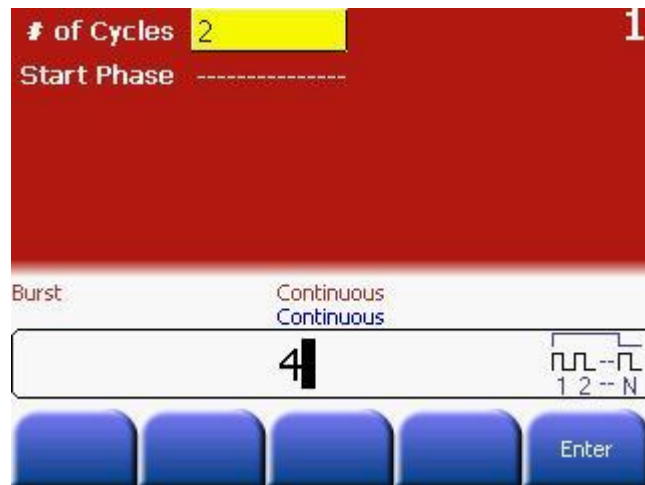 # of Cycles 2 1
Start Phase ---------------
Burst Continuous
Continuous
4
1 2 -- N
Enter